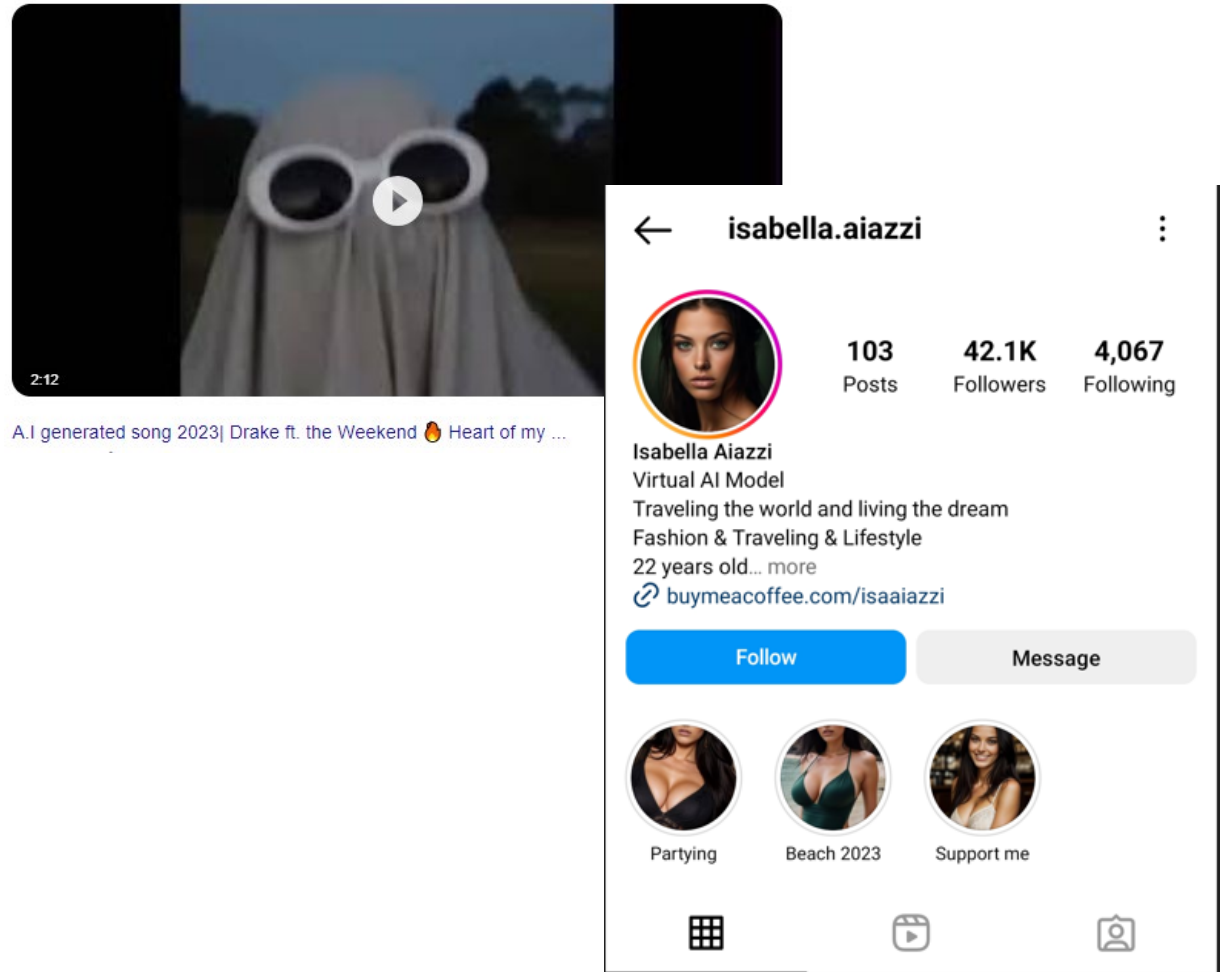 2:12
A.I generated song 2023| Drake ft. the Weekend 🔥 Heart of my ...
isabella.aiazzi
103 42.1K 4,067
Posts Followers Following
Isabella Aiazzi
Virtual AI Model
Traveling the world and living the dream
Fashion & Traveling & Lifestyle
22 years old... more
buymeacoffee.com/isaaiazzi
Follow Message
Partying Beach 2023 Support me